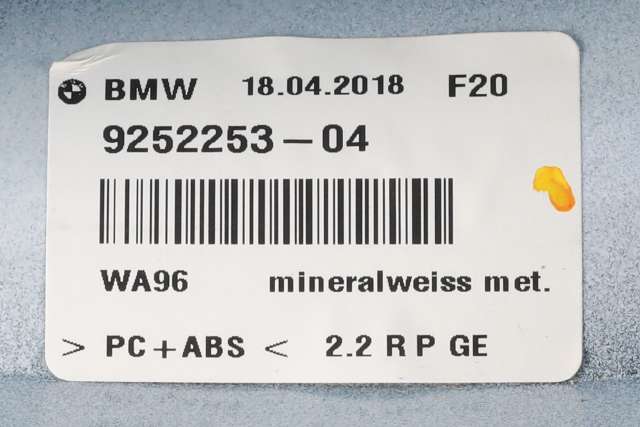 BMW 18.04.2018 F20
9252253-04
WA96 mineralweiss met.
> PC+ABS < 2.2 R P GE